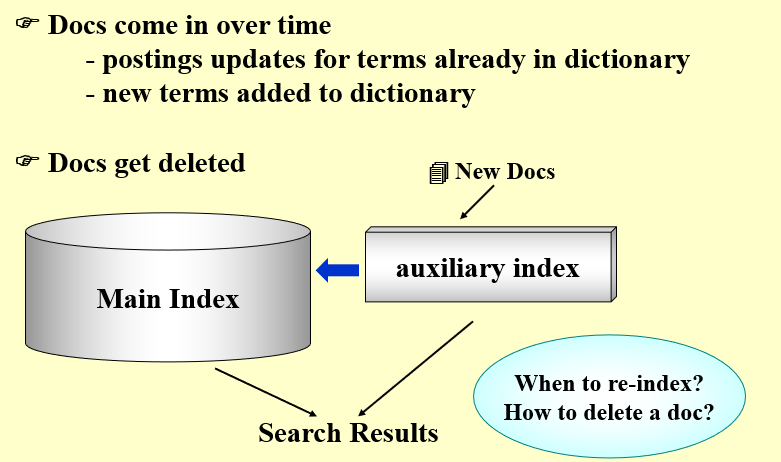 Docs come in over time
- postings updates for terms already in dictionary
- new terms added to dictionary
Docs get deleted
New Docs
auxiliary index
Main Index
When to re-index?
How to delete a doc?
Search Results